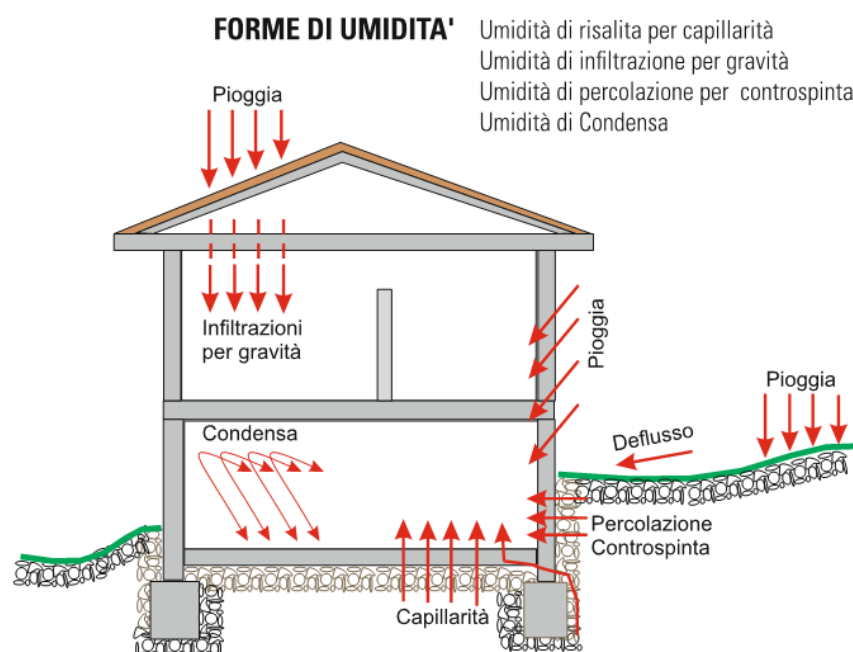 FORME DI UMIDITA'
Umidità di risalita per capillarità
Umidità di infiltrazione per gravità
Umidità di percolazione per controspinta
Umidità di Condensa
Pioggia
Infiltrazioni
per gravità
Pioggia
Pioggia
Deflusso
Condensa
Percolazione
Controspinta
Capillarità